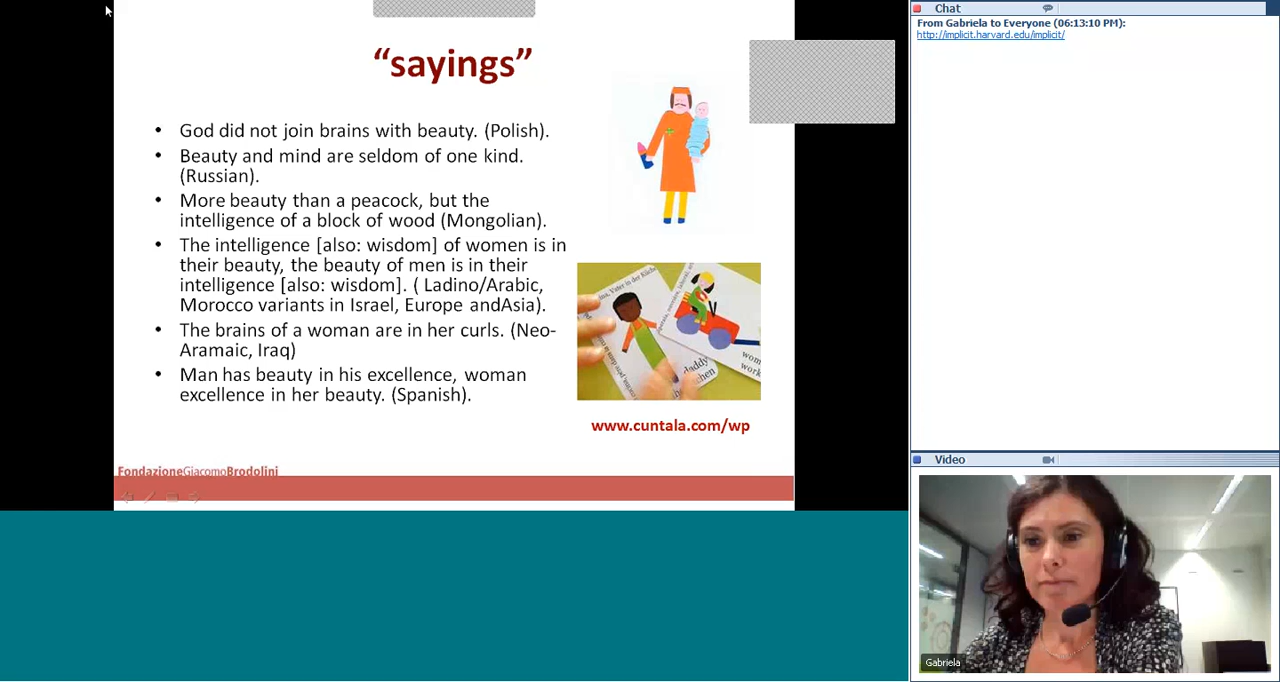 “sayings”
• God did not join brains with beauty. (Polish).
• Beauty and mind are seldom of one kind.
(Russian).
• More beauty than a peacock, but the
intelligence of a block of wood (Mongolian).
• The intelligence [also: wisdom] of women is in
their beauty, the beauty of men is in their
intelligence [also: wisdom]. ( Ladino/Arabic,
Morocco variants in Israel, Europe andAsia).
• The brains of a woman are in her curls. (Neo-
Aramaic, Iraq)
• Man has beauty in his excellence, woman
excellence in her beauty. (Spanish).
daddy
www.cuntala.com/wp
FondazioneGiacomoBrodolini
Chat
From Gabriela to Everyone (06:13:10 PM):
http://implicit.harvard.edu/implicit/
Video
Gabriela